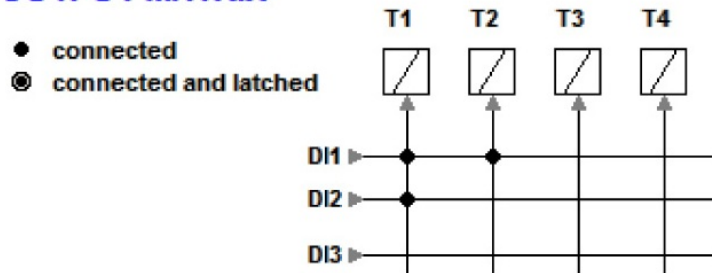 T1 T2 T3 T4
connected
connected and latched
DI1
DI2
DI3